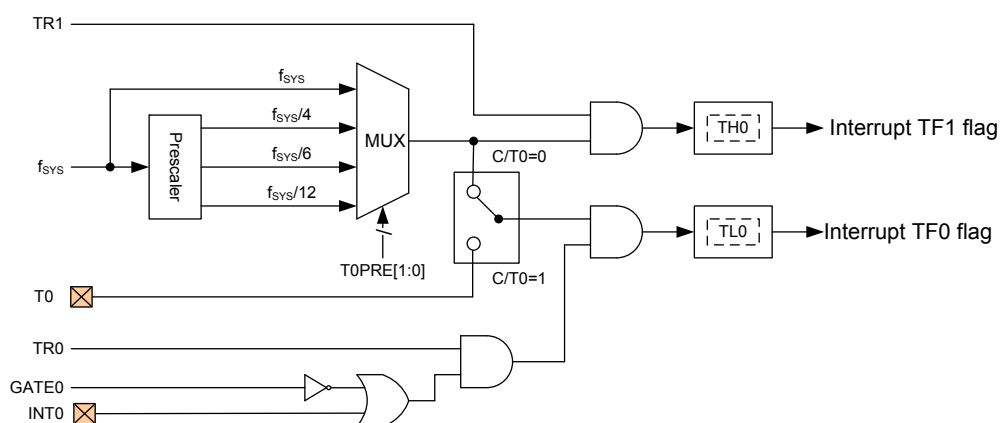 TR1
fSYS
fSYS/4
fSYS/6
fSYS/12
fSYS
Prescaler
MUX
C/T0=0
TH0
Interrupt TF1 flag
TL0
Interrupt TF0 flag
T0PRE[1:0]
C/T0=1
T0
TR0
GATE0
INT0